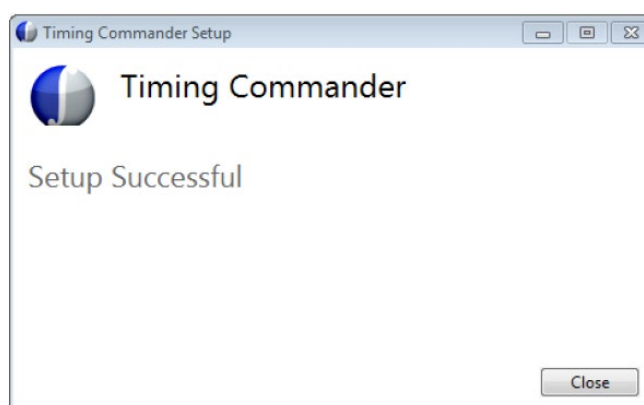 Timing Commander Setup
Timing Commander
Setup Successful
Close